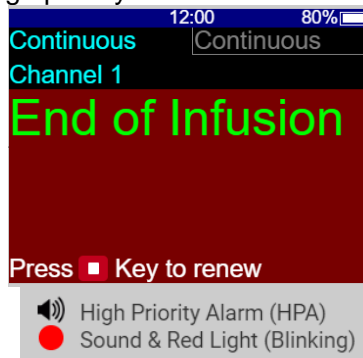 12:00 80%
Continuous Continuous
Channel 1
End of Infusion
Press Key to renew
High Priority Alarm (HPA)
Sound & Red Light (Blinking)